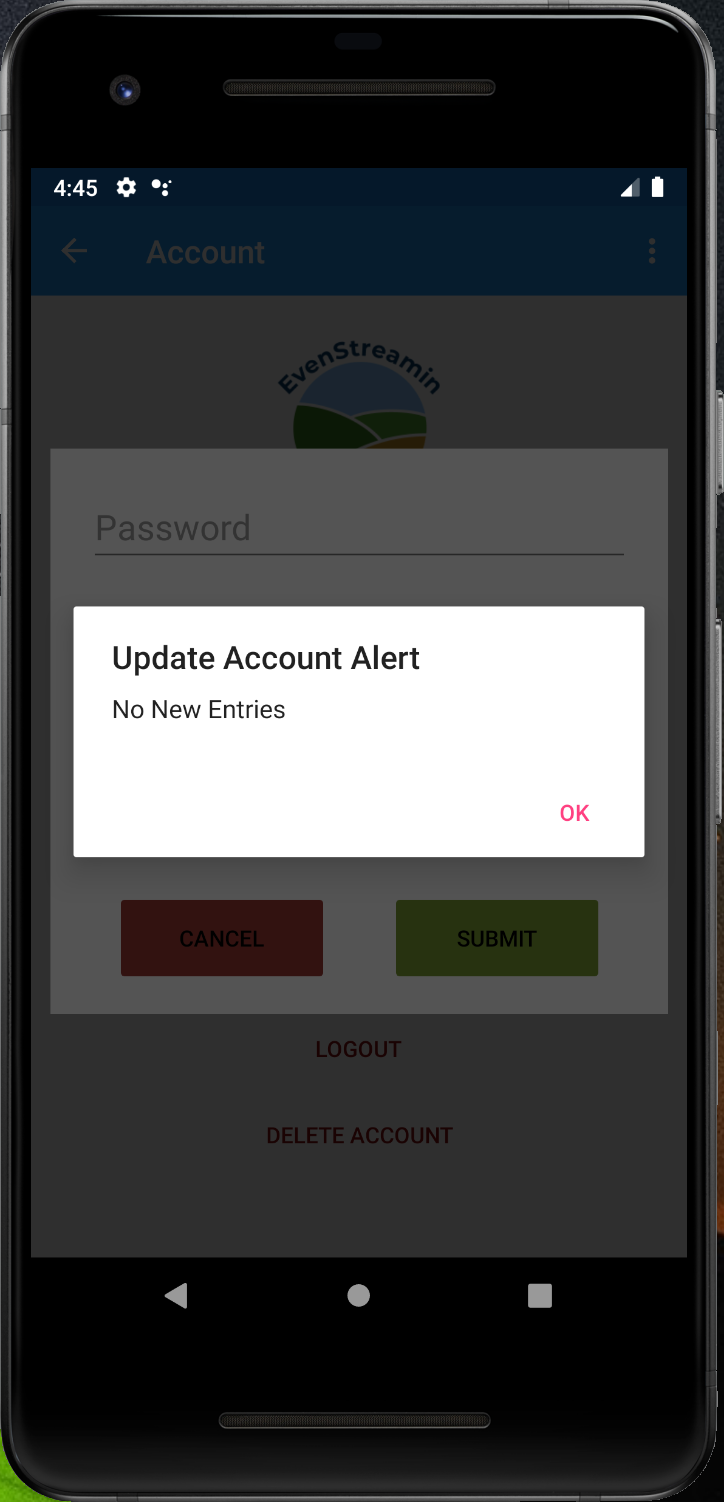 4:45
Account
EvenStreamin
Password
Update Account Alert
No New Entries
OK
CANCEL
SUBMIT
LOGOUT
DELETE ACCOUNT